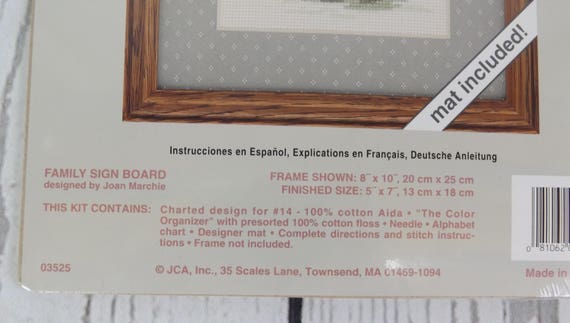 mat included!
Instrucciones en Español, Explications en Français, Deutsche Anleitung
FAMILY SIGN BOARD
designed by Joan Marchie
FRAME SHOWN: 8" x 10", 20 cm x 25 cm
FINISHED SIZE: 5" x 7", 13 cm x 18 cm
THIS KIT CONTAINS: Charted design for #14 - 100% cotton Aida • "The Color
Organizer" with presorted 100% cotton floss • Needle • Alphabet
chart • Designer mat • Complete directions and stitch instruc-
tions • Frame not included.
03525
© JCA, Inc., 35 Scales Lane, Townsend, MA 01469-1094
0 81062
Made in